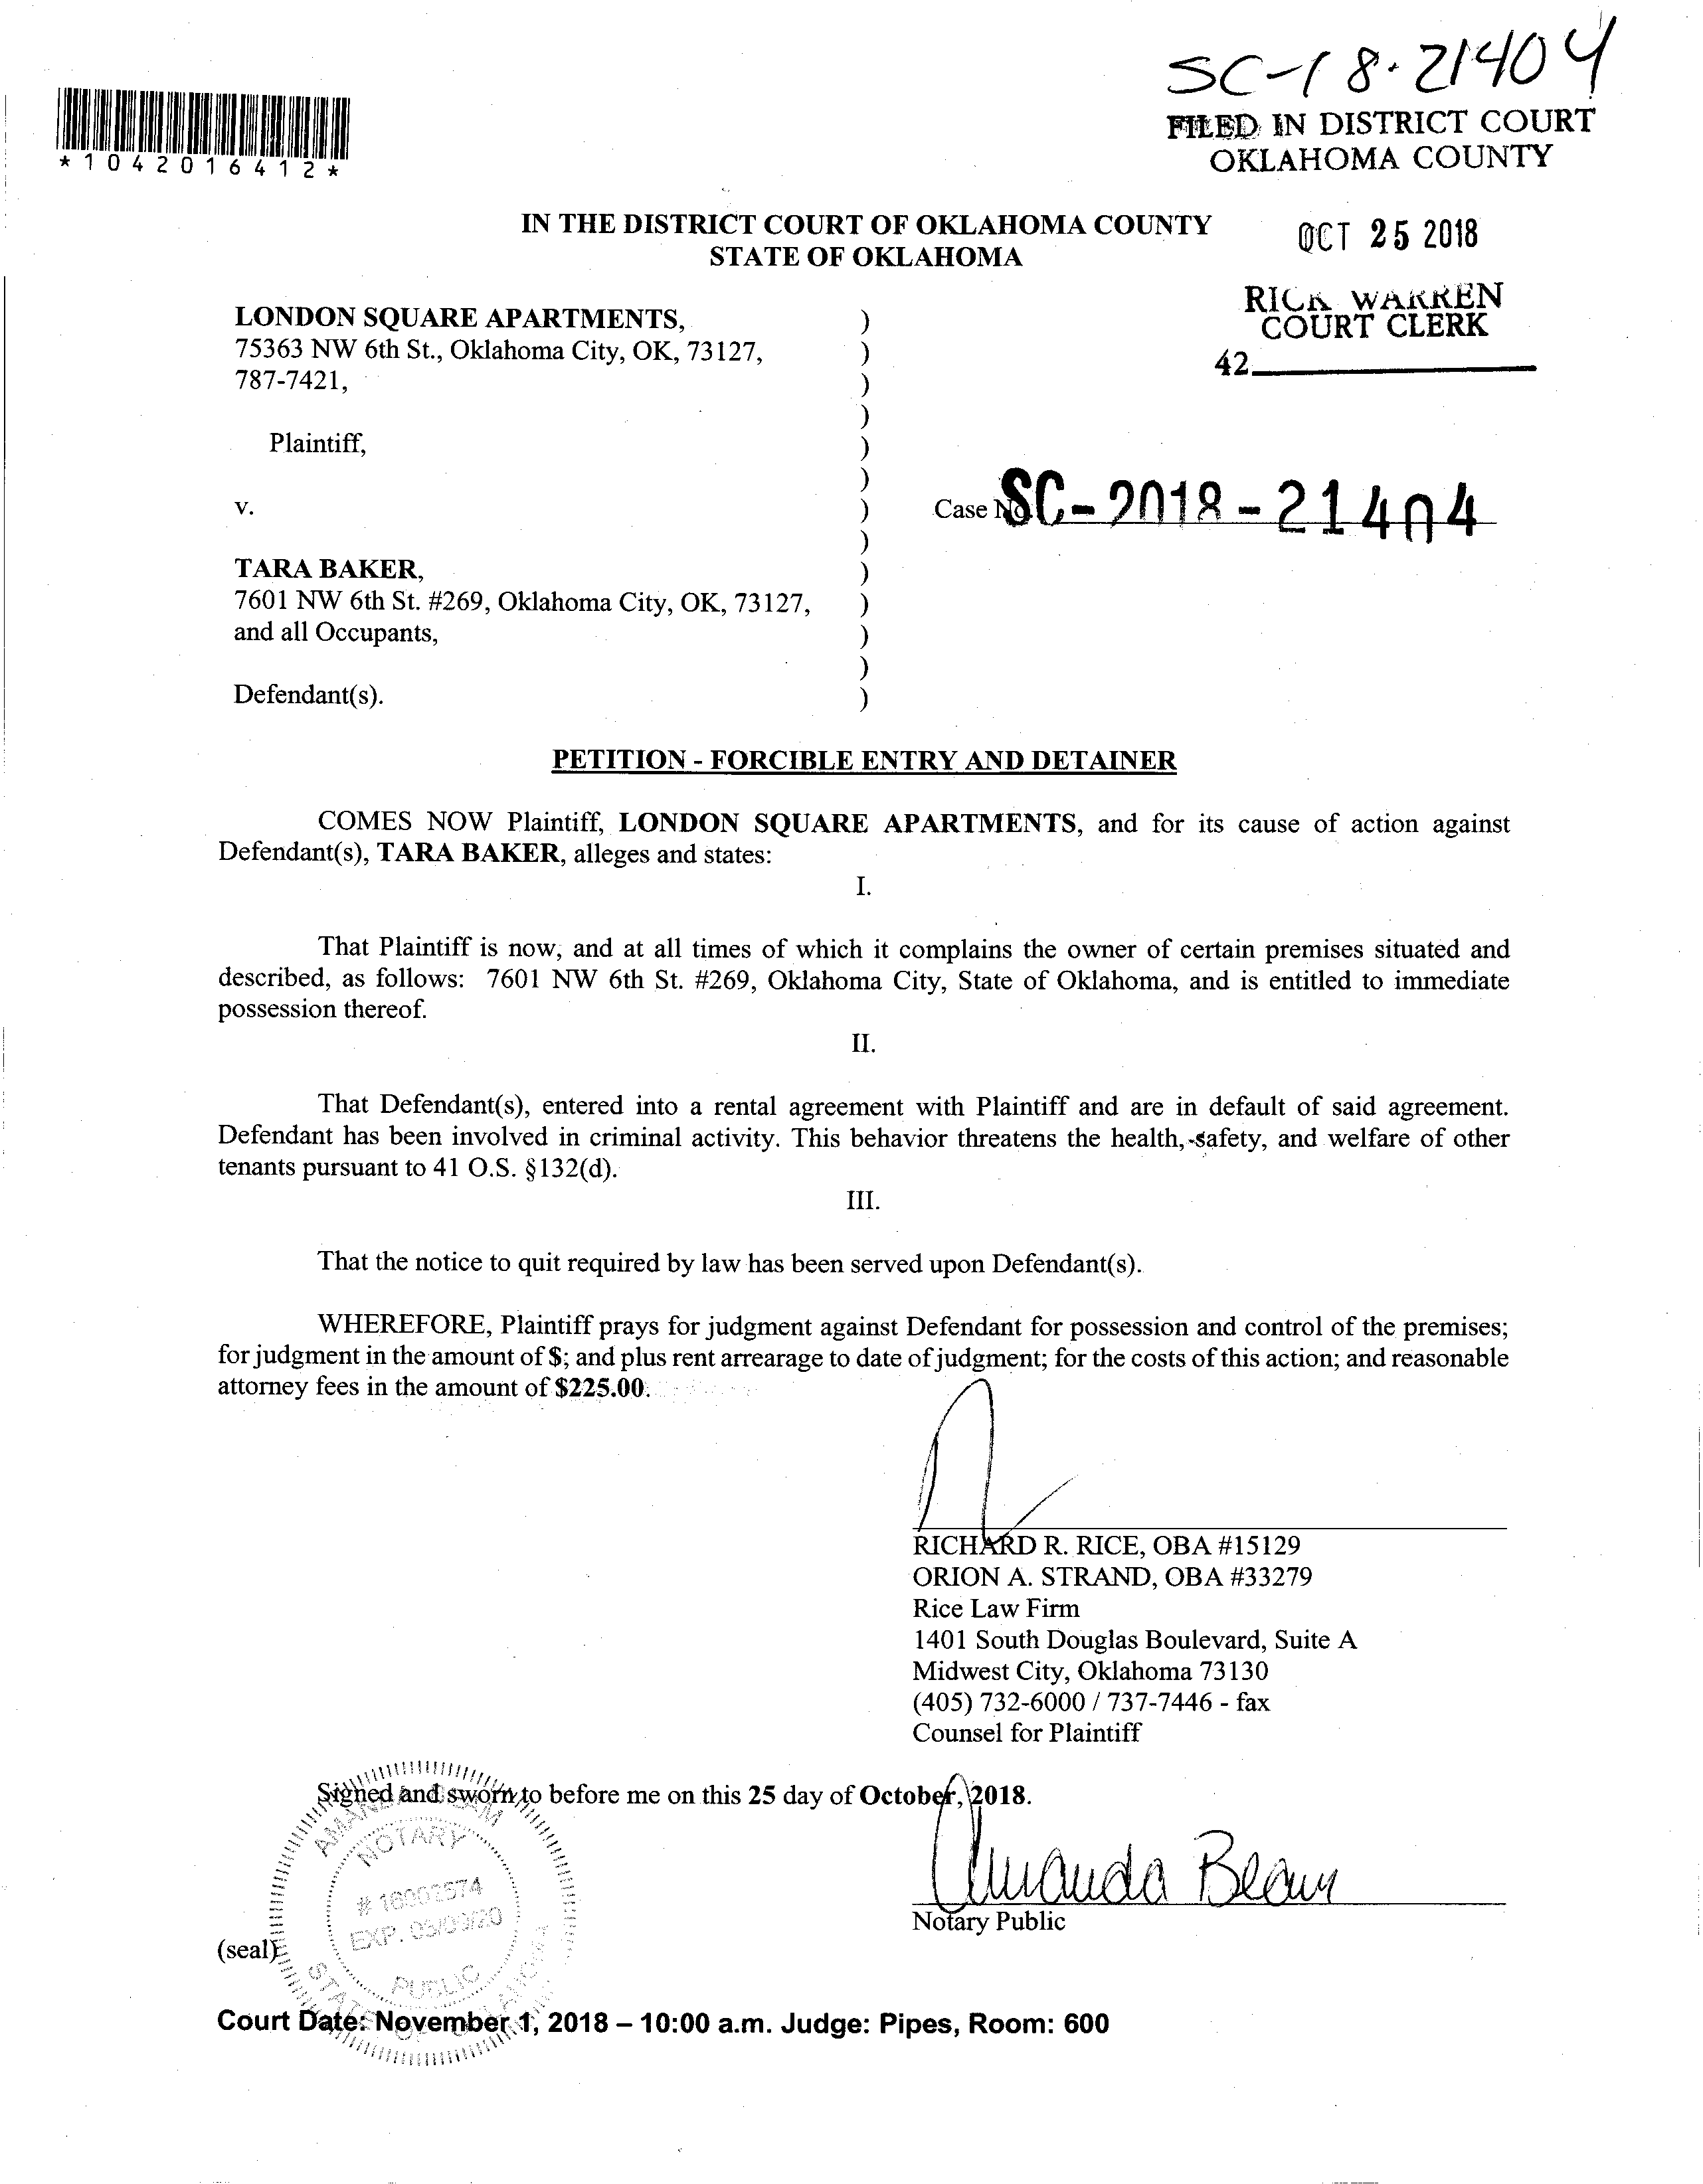 SC-18-21404
FILED IN DISTRICT COURT
OKLAHOMA COUNTY
*1042016412*
IN THE DISTRICT COURT OF OKLAHOMA COUNTY
STATE OF OKLAHOMA
OCT 25 2018
RICK WARREN
COURT CLERK
42
LONDON SQUARE APARTMENTS, )
75363 NW 6th St., Oklahoma City, OK, 73127, )
787-7421, )
)
Plaintiff, )
)
v. )
Case No. SC-2018-21404
)
TARA BAKER, )
7601 NW 6th St. #269, Oklahoma City, OK, 73127, )
and all Occupants, )
)
Defendant(s). )
PETITION - FORCIBLE ENTRY AND DETAINER
COMES NOW Plaintiff, LONDON SQUARE APARTMENTS, and for its cause of action against
Defendant(s), TARA BAKER, alleges and states:
I.
That Plaintiff is now, and at all times of which it complains the owner of certain premises situated and
described, as follows: 7601 NW 6th St. #269, Oklahoma City, State of Oklahoma, and is entitled to immediate
possession thereof.
II.
That Defendant(s), entered into a rental agreement with Plaintiff and are in default of said agreement.
Defendant has been involved in criminal activity. This behavior threatens the health, safety, and welfare of other
tenants pursuant to 41 O.S. §132(d).
III.
That the notice to quit required by law has been served upon Defendant(s).
WHEREFORE, Plaintiff prays for judgment against Defendant for possession and control of the premises;
for judgment in the amount of $; and plus rent arrearage to date of judgment; for the costs of this action; and reasonable
attorney fees in the amount of $225.00.
RICHARD R. RICE, OBA #15129
ORION A. STRAND, OBA #33279
Rice Law Firm
1401 South Douglas Boulevard, Suite A
Midwest City, Oklahoma 73130
(405) 732-6000 / 737-7446 - fax
Counsel for Plaintiff
Signed and sworn to before me on this 25 day of October, 2018.
Amanda Beam
Notary Public
AMANDA BEAM
NOTARY
EXP. 03/09/20
PUBLIC
STATE OF OKLAHOMA
(seal)
Court Date: November 1, 2018 – 10:00 a.m. Judge: Pipes, Room: 600